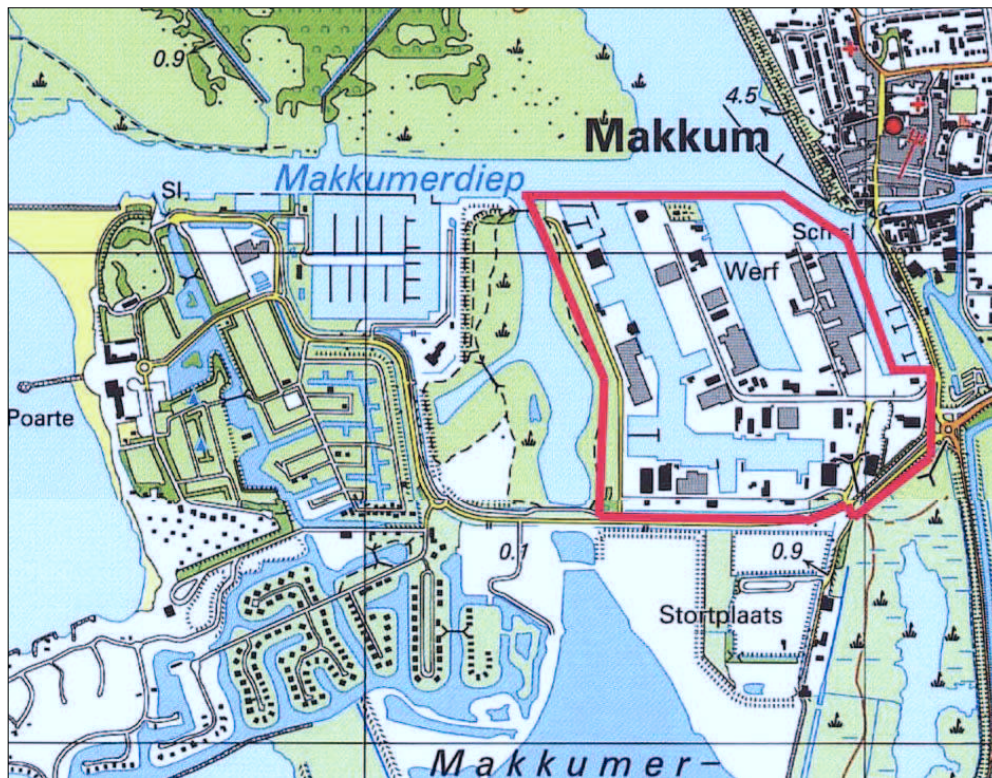 0.9
4.5
Makkum
Makkumerdiep
Sl
Werf
Poarte
0.1
0.9
Stortplaats
Makkumer-